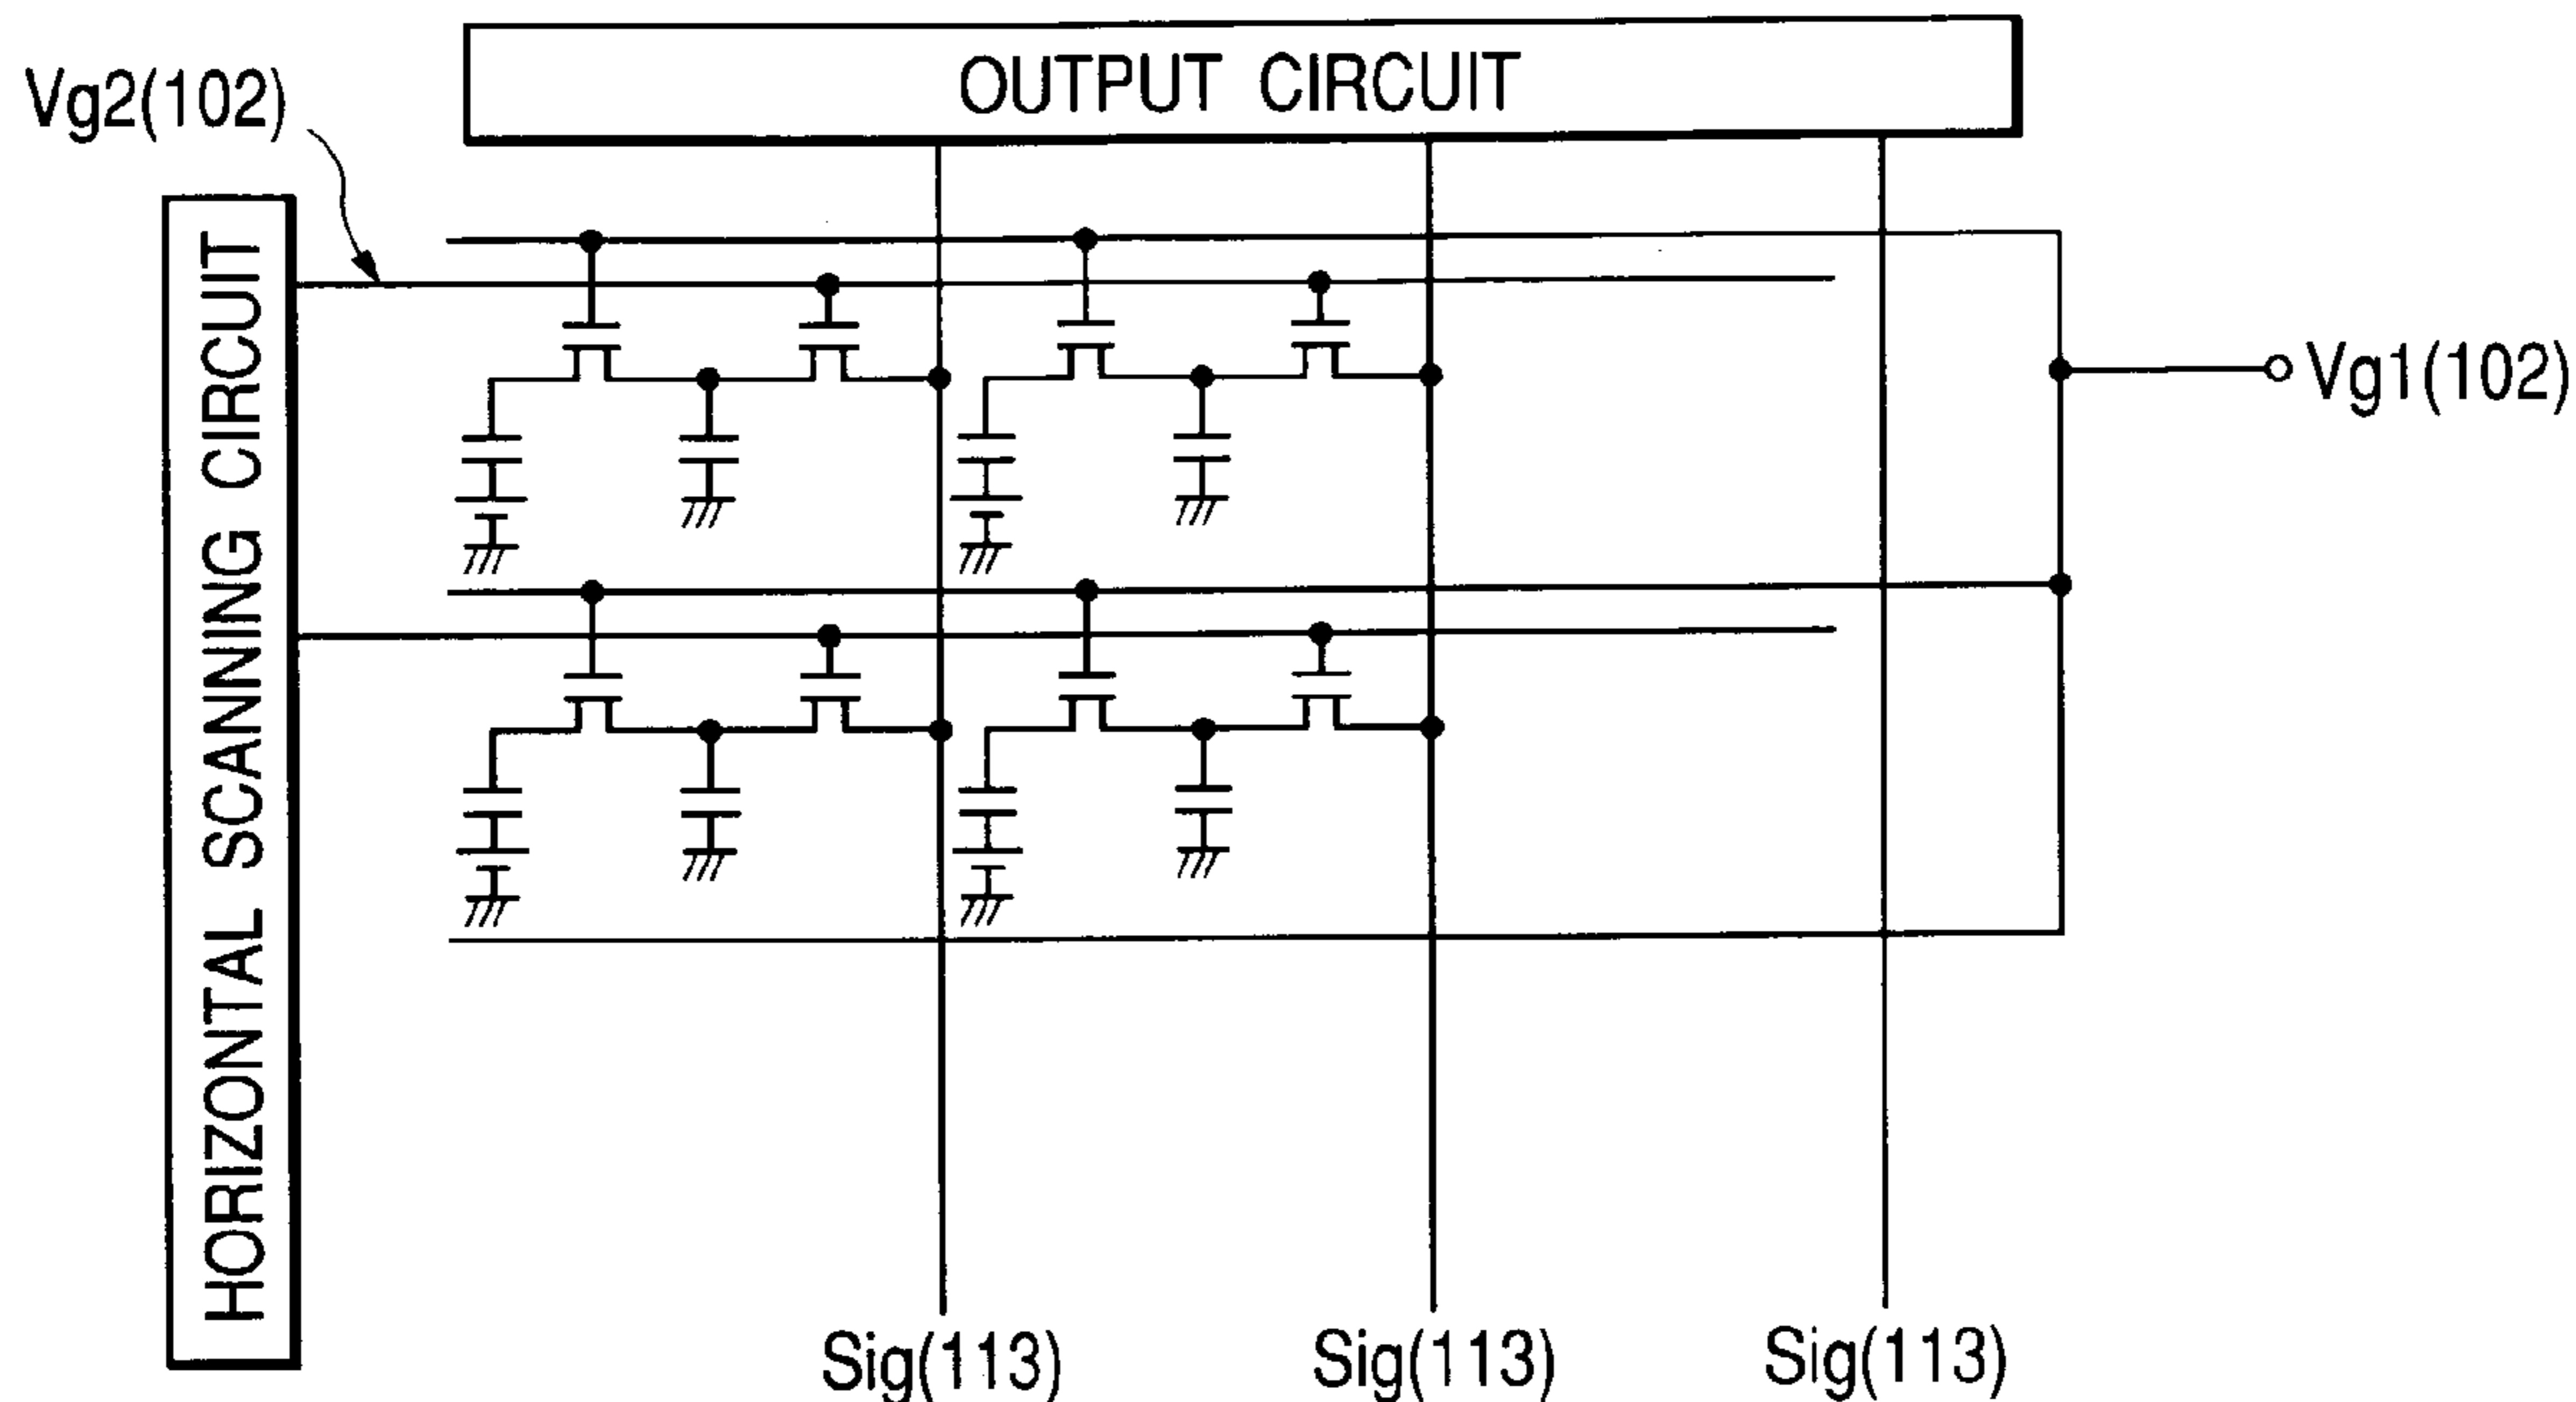 OUTPUT CIRCUIT
Vg2(102)
HORIZONTAL SCANNING CIRCUIT
Vg1(102)
Sig(113)
Sig(113)
Sig(113)